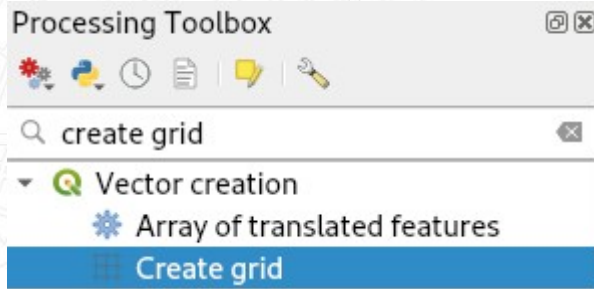 Processing Toolbox
create grid
Vector creation
Array of translated features
Create grid